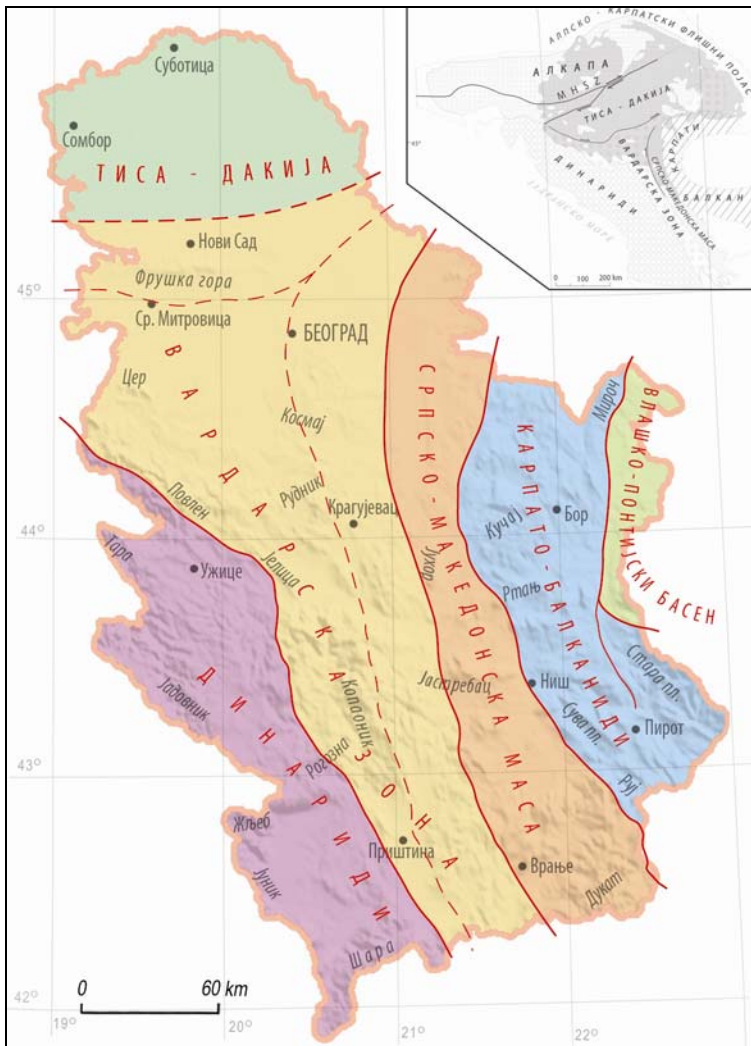 АЛПСКО - КАРПАТСКИ ФЛИШНИ ПОЈАС
АЛКАПА
MHSZ
ТИСА - ДАКИЈА
КАРПАТИ
ВАРДАРСКА ЗОНА
СРПСКО МАКЕДОНСКА МАСА
БАЛКАН
ДИНАРИДИ
ЈАДРАНСКО МОРЕ
45°
0 100 200 km
Суботица
Сомбор
ТИСА - ДАКИЈА
Нови Сад
Фрушка гора
45°
Ср. Митровица
БЕОГРАД
ВАРДАРСКА ЗОНА
Цер
Космај
СРПСКО-МАКЕДОНСКА МАСА
КАРПАТО-БАЛКАНИДИ
Мироч
ВЛАШКО-ПОНТИЈСКИ БАСЕН
Повлен
Рудник
Крагујевац
Кучај
Бор
44°
Тара
Ужице
Јелица
Јухор
Ртањ
ДИНАРИДИ
Јадовник
Копаоник
Јастребац
Ниш
Стара пл.
Сува пл.
Пирот
43°
Рогозна
Руј
Жљеб
Приштина
Јуник
Врање
Дукат
Шара
0 60 km
42°
19° 20° 21° 22°